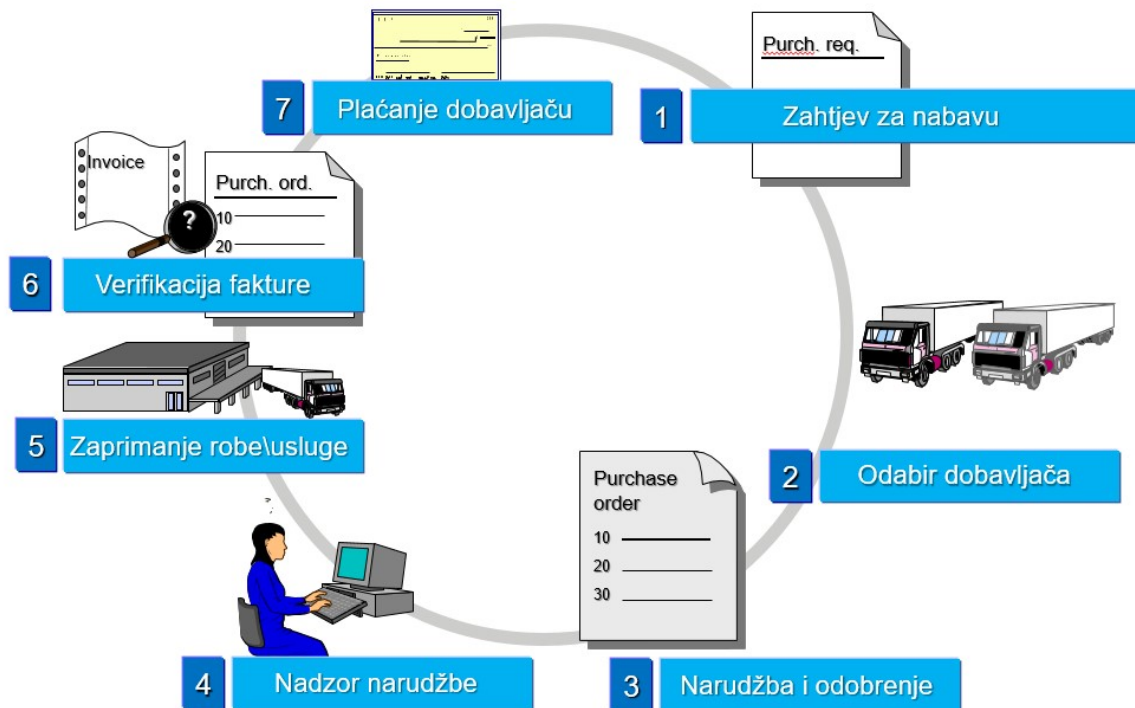 Purch. req.
1
Zahtjev za nabavu
2
Odabir dobavljača
Purchase
order
10
20
30
3
Narudžba i odobrenje
4
Nadzor narudžbe
5
Zaprimanje robe\usluge
Invoice
?
Purch. ord.
10
20
6
Verifikacija fakture
7
Plaćanje dobavljaču